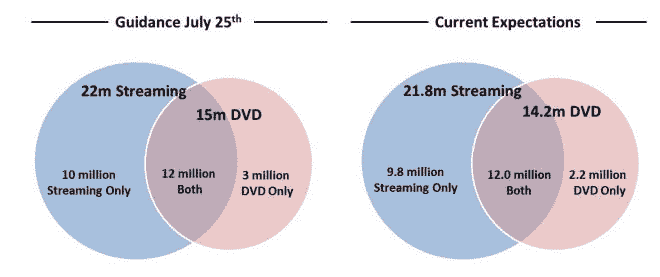 Guidance July 25th
22m Streaming
15m DVD
10 million
Streaming Only
12 million
Both
3 million
DVD Only
Current Expectations
21.8m Streaming
14.2m DVD
9.8 million
Streaming Only
12.0 million
Both
2.2 million
DVD Only